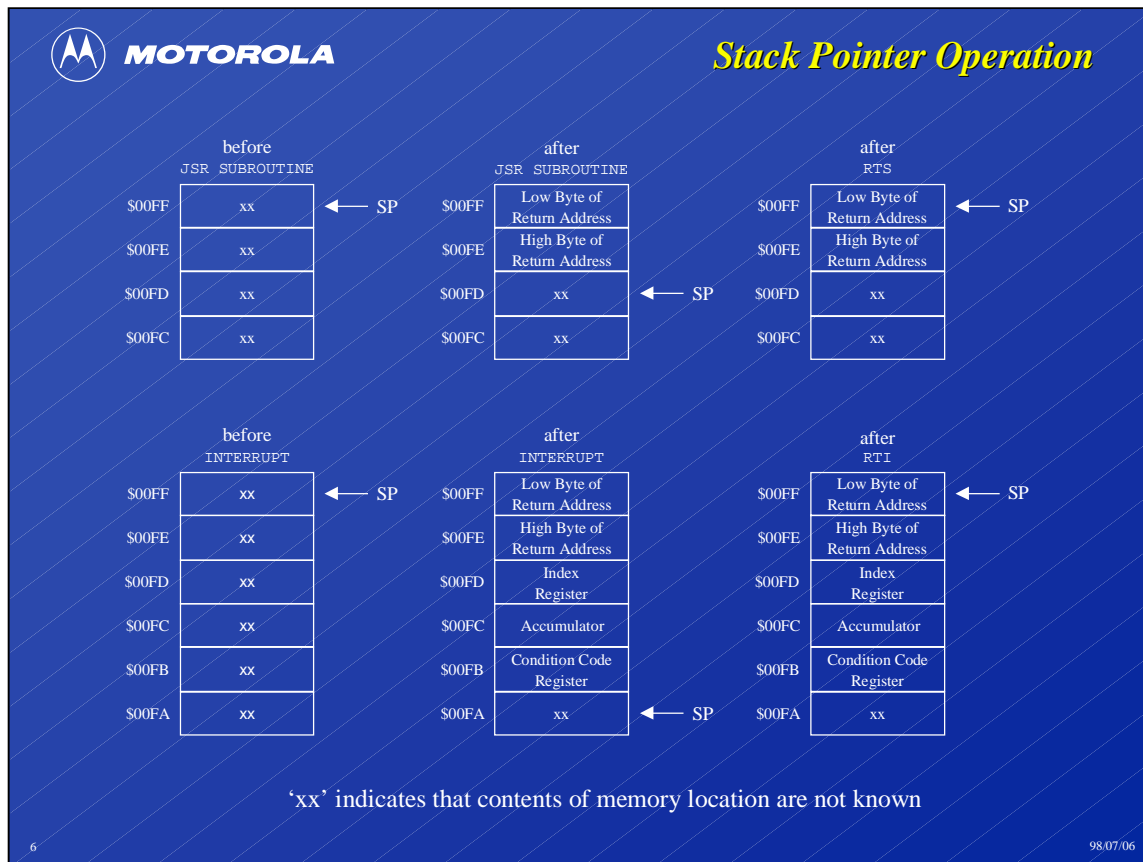 MOTOROLA
Stack Pointer Operation
before
JSR SUBROUTINE
$00FF xx SP
$00FE xx
$00FD xx
$00FC xx
after
JSR SUBROUTINE
$00FF Low Byte of
Return Address
$00FE High Byte of
Return Address
$00FD xx SP
$00FC xx
after
RTS
$00FF Low Byte of
Return Address SP
$00FE High Byte of
Return Address
$00FD xx
$00FC xx
before
INTERRUPT
$00FF xx SP
$00FE xx
$00FD xx
$00FC xx
$00FB xx
$00FA xx
after
INTERRUPT
$00FF Low Byte of
Return Address
$00FE High Byte of
Return Address
$00FD Index
Register
$00FC Accumulator
$00FB Condition Code
Register
$00FA xx SP
after
RTI
$00FF Low Byte of
Return Address SP
$00FE High Byte of
Return Address
$00FD Index
Register
$00FC Accumulator
$00FB Condition Code
Register
$00FA xx
‘xx’ indicates that contents of memory location are not known
6
98/07/06